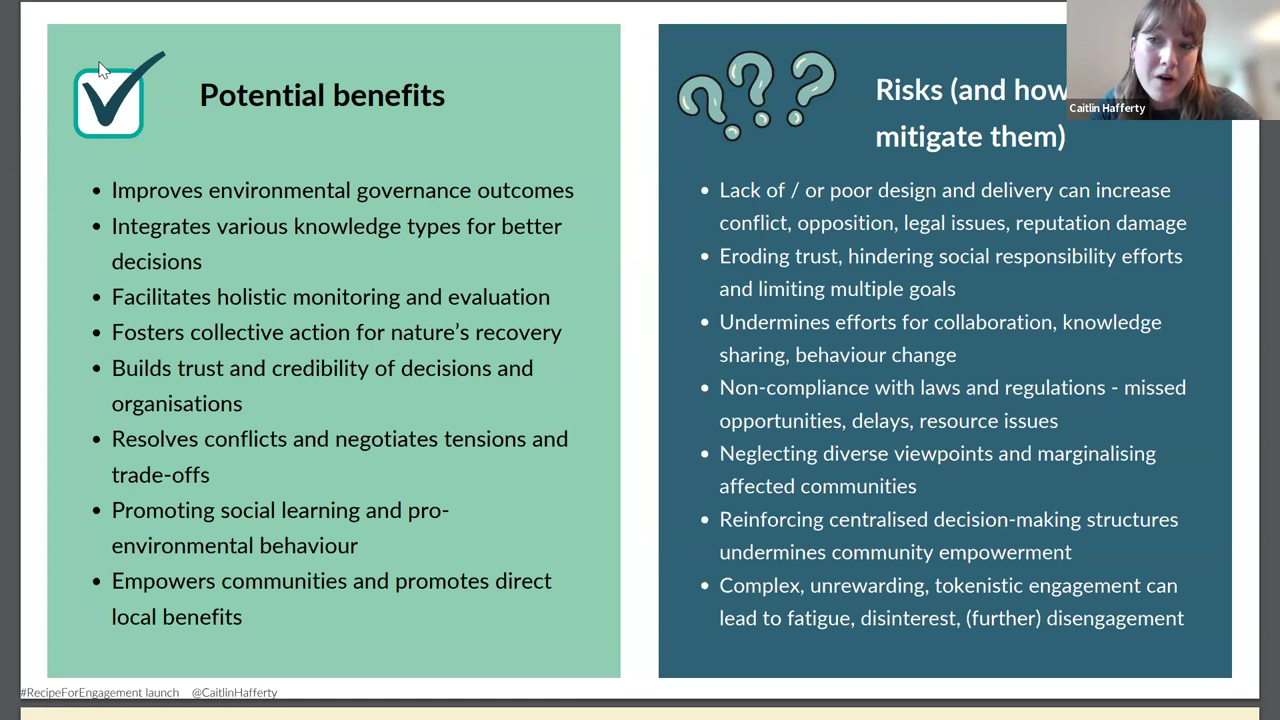 Potential benefits
• Improves environmental governance outcomes
• Integrates various knowledge types for better
decisions
• Facilitates holistic monitoring and evaluation
• Fosters collective action for nature’s recovery
• Builds trust and credibility of decisions and
organisations
• Resolves conflicts and negotiates tensions and
trade-offs
• Promoting social learning and pro-
environmental behaviour
• Empowers communities and promotes direct
local benefits
???
Risks (and how
mitigate them)
• Lack of / or poor design and delivery can increase
conflict, opposition, legal issues, reputation damage
• Eroding trust, hindering social responsibility efforts
and limiting multiple goals
• Undermines efforts for collaboration, knowledge
sharing, behaviour change
• Non-compliance with laws and regulations - missed
opportunities, delays, resource issues
• Neglecting diverse viewpoints and marginalising
affected communities
• Reinforcing centralised decision-making structures
undermines community empowerment
• Complex, unrewarding, tokenistic engagement can
lead to fatigue, disinterest, (further) disengagement
Caitlin Hafferty
#RecipeForEngagement launch @CaitlinHafferty